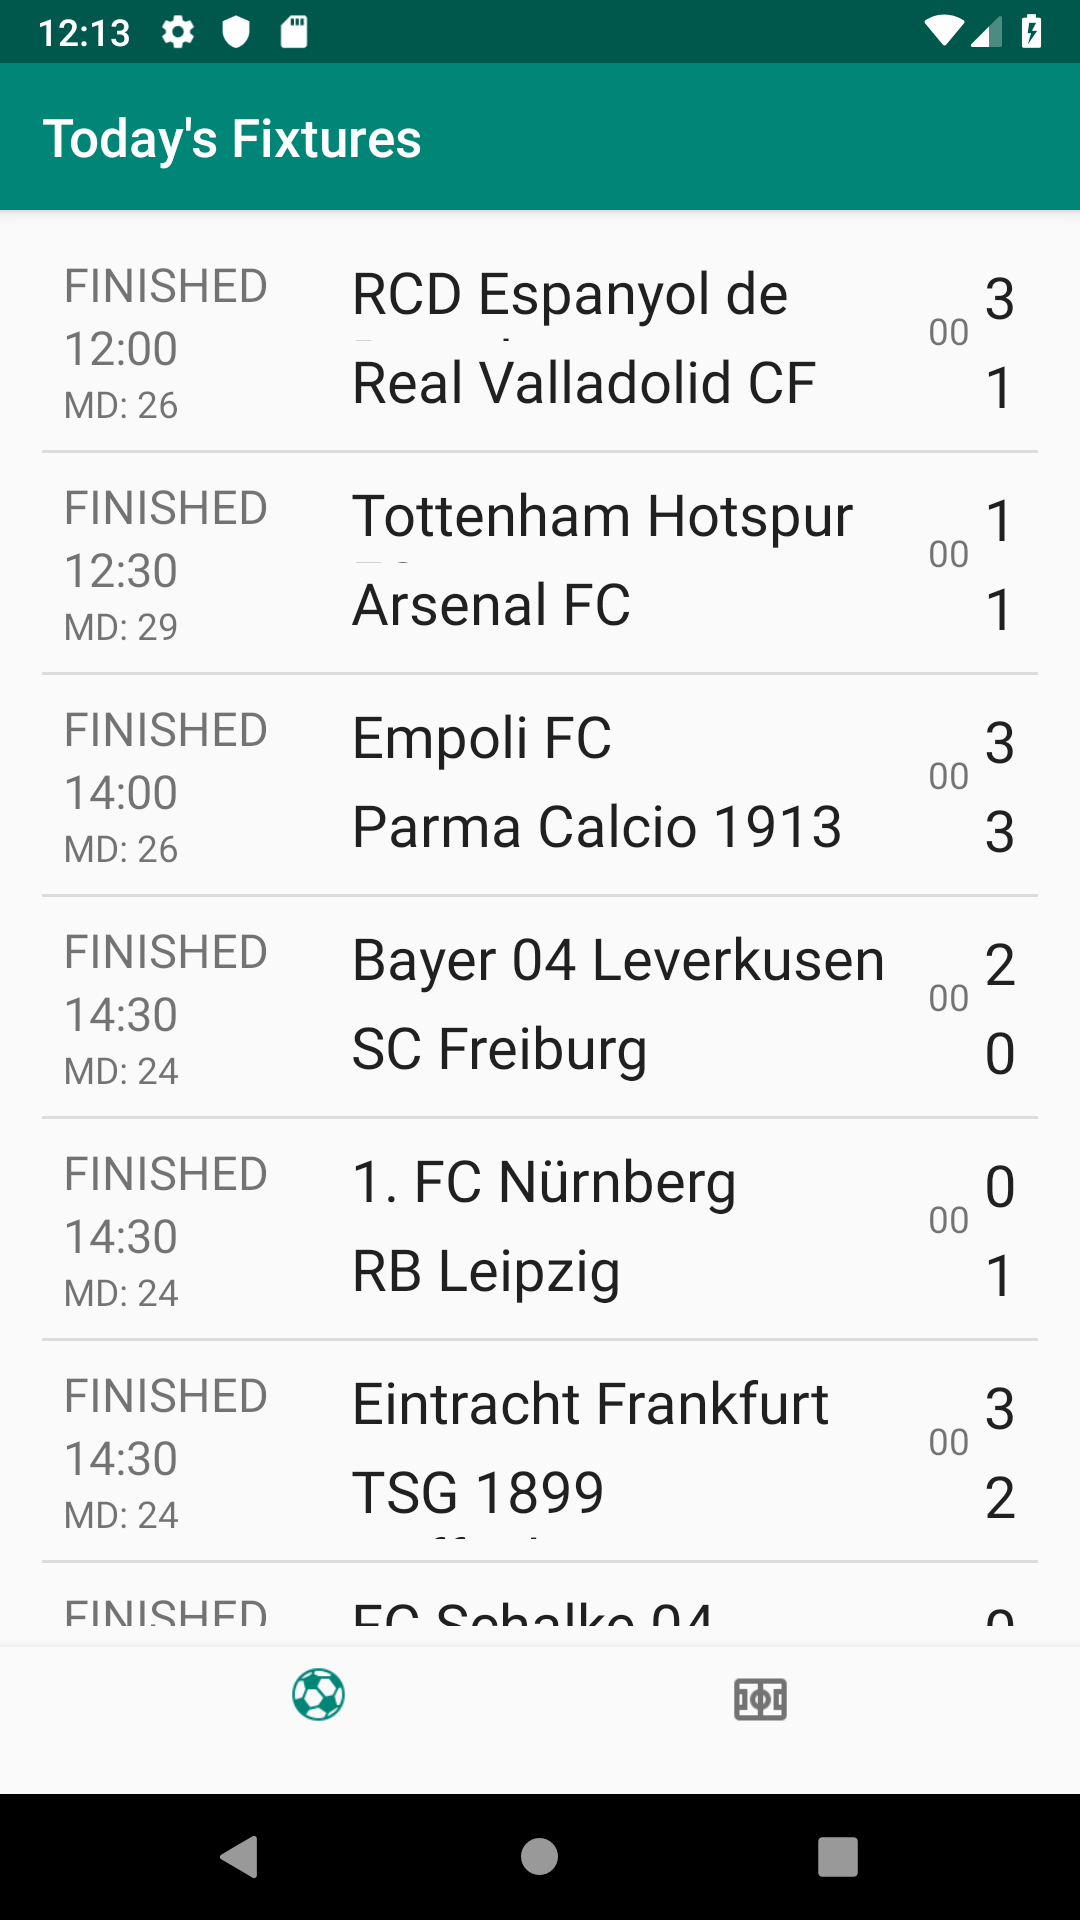 12:13
Today's Fixtures
FINISHED
12:00
MD: 26
RCD Espanyol de
Real Valladolid CF
00
3
1
FINISHED
12:30
MD: 29
Tottenham Hotspur
Arsenal FC
00
1
1
FINISHED
14:00
MD: 26
Empoli FC
Parma Calcio 1913
00
3
3
FINISHED
14:30
MD: 24
Bayer 04 Leverkusen
SC Freiburg
00
2
0
FINISHED
14:30
MD: 24
1. FC Nürnberg
RB Leipzig
00
0
1
FINISHED
14:30
MD: 24
Eintracht Frankfurt
TSG 1899
00
3
2
FINISHED
FC Schalke 04